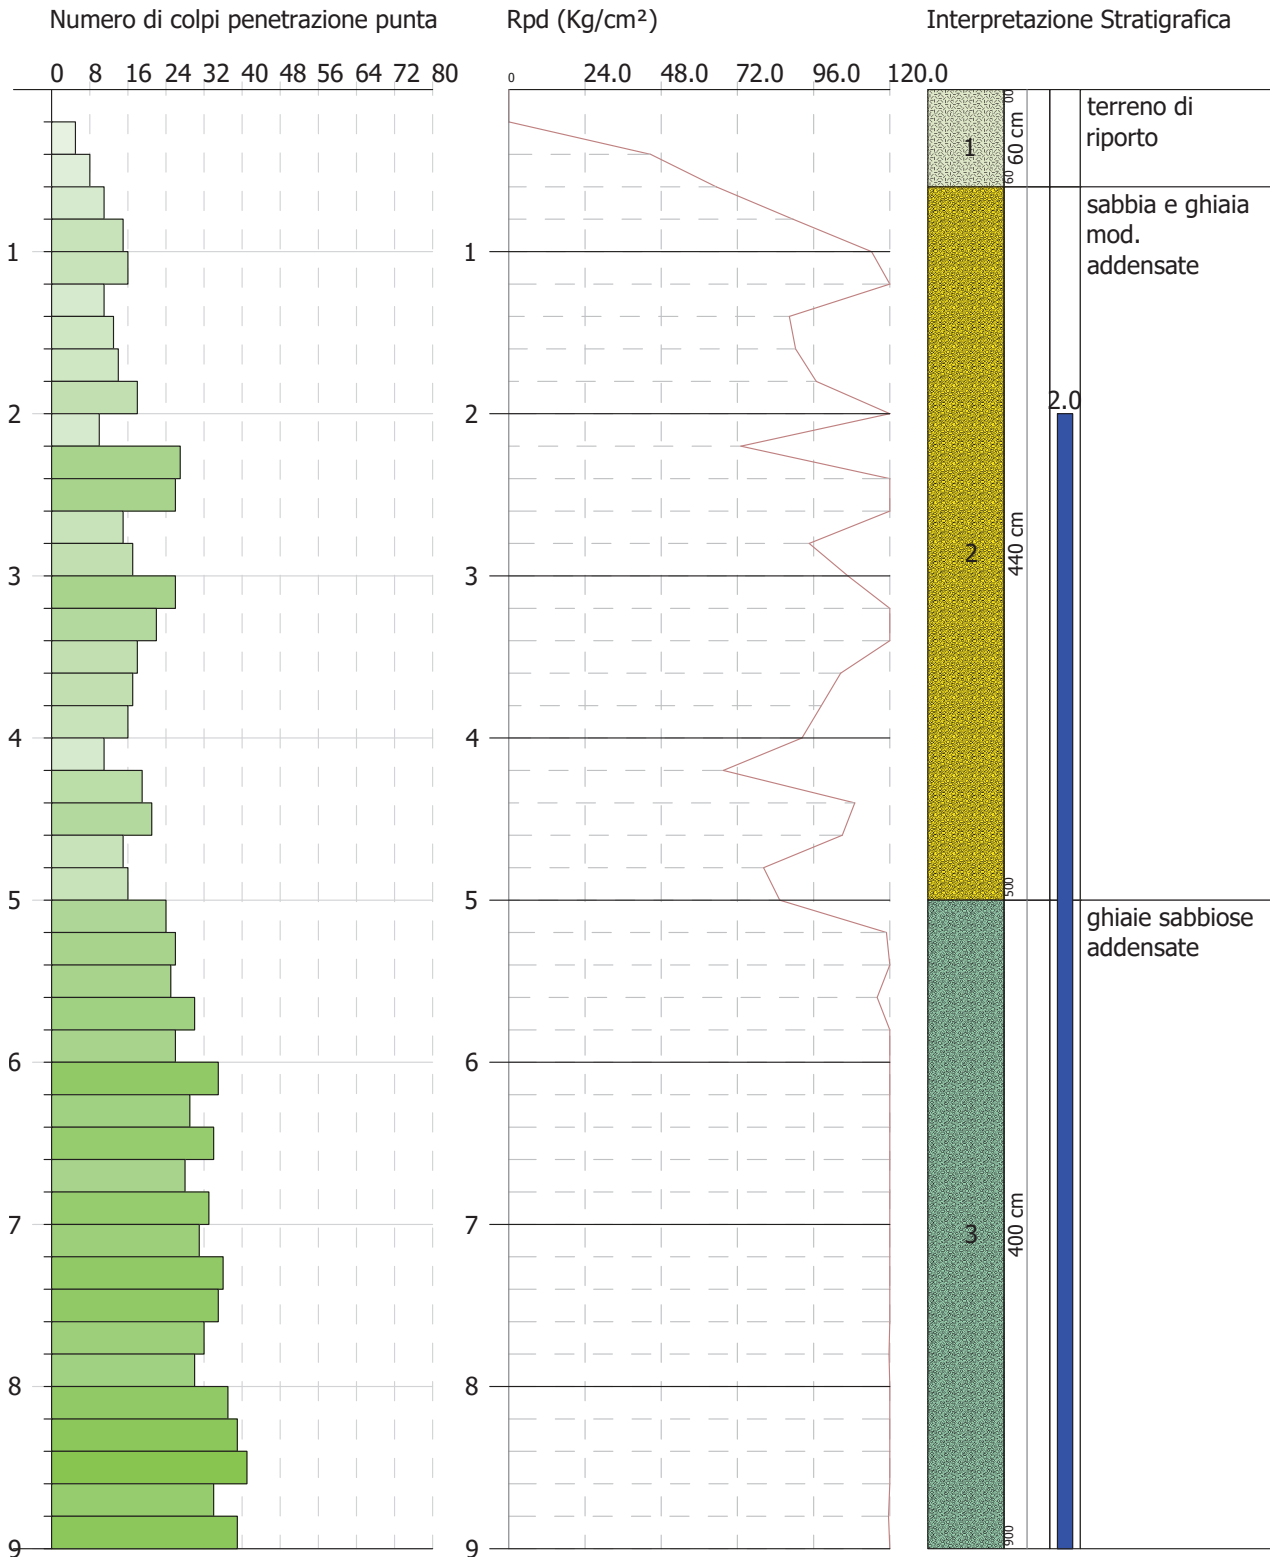 Numero di colpi penetrazione punta
Rpd (Kg/cm²)
Interpretazione Stratigrafica
0 8 16 24 32 40 48 56 64 72 80
0 24.0 48.0 72.0 96.0 120.0
1
2
3
4
5
6
7
8
9
1
2
3
4
5
6
7
8
9
00
1
60 cm
60
terreno di
riporto
sabbia e ghiaia
mod.
addensate
2.0
2
440 cm
500
ghiaie sabbiose
addensate
3
400 cm
900